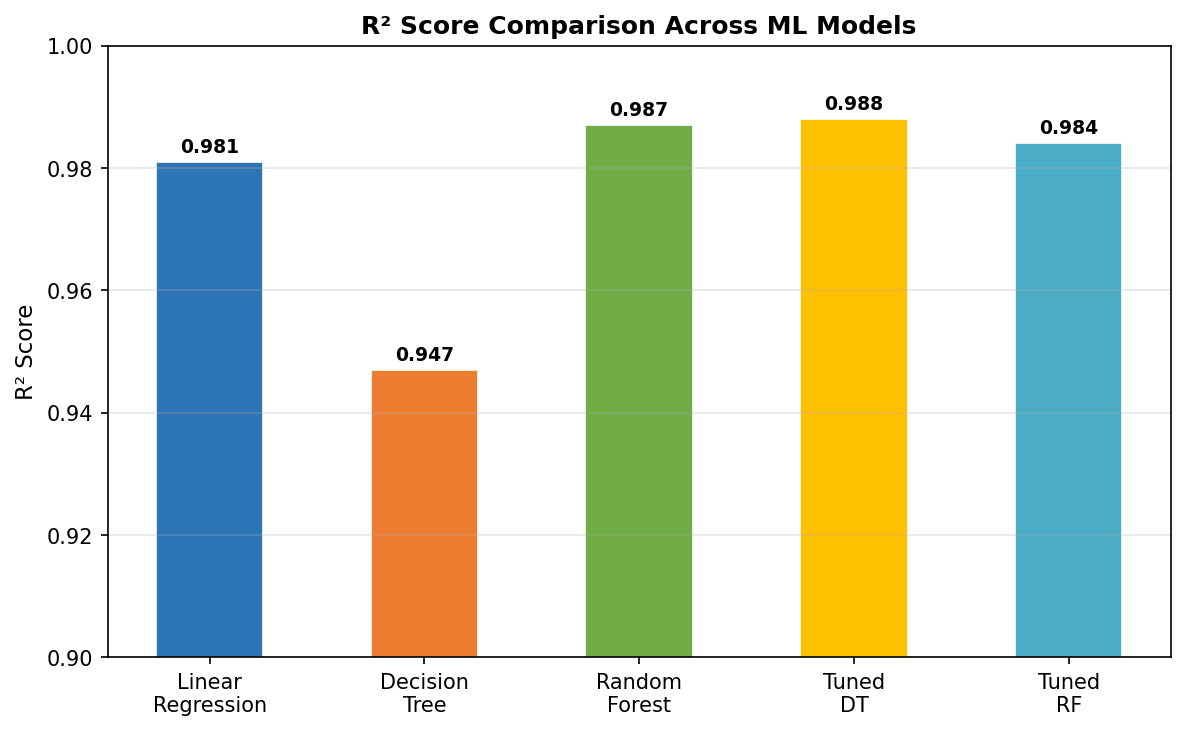 R² Score Comparison Across ML Models
R² Score
1.00
0.98
0.96
0.94
0.92
0.90
0.981
0.947
0.987
0.988
0.984
Linear
Regression
Decision
Tree
Random
Forest
Tuned
DT
Tuned
RF